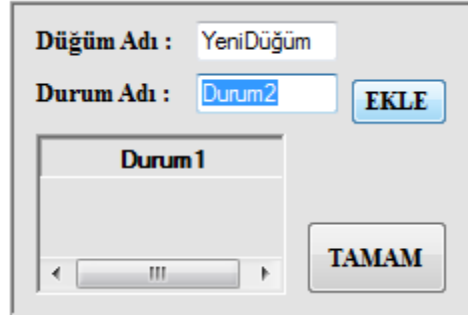 Düğüm Adı : YeniDüğüm
Durum Adı : Durum2 EKLE
Durum1
TAMAM